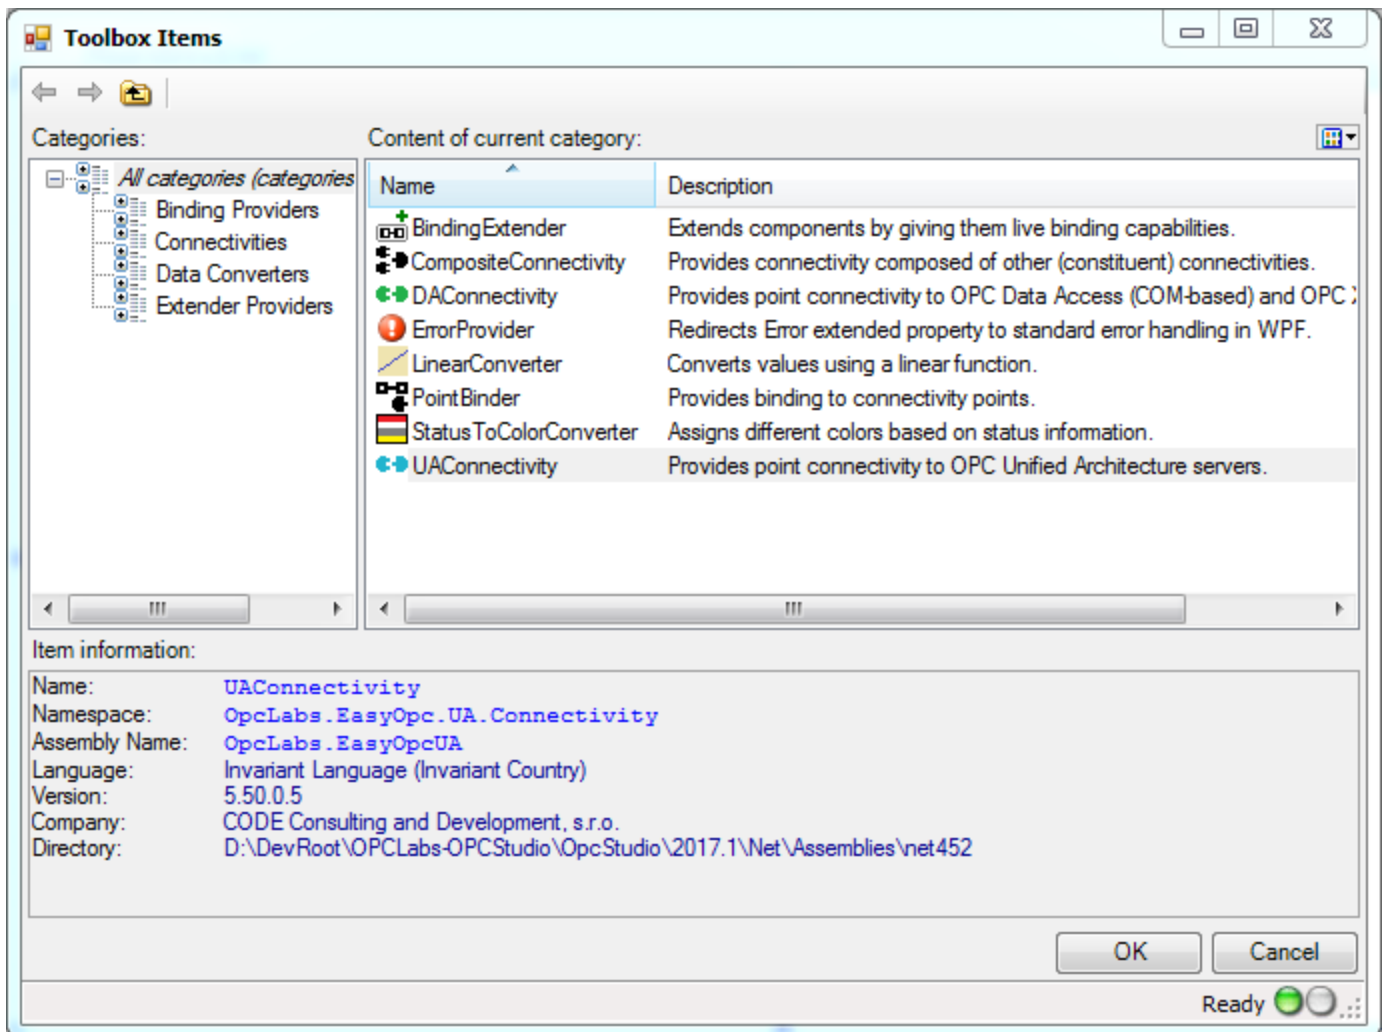 Toolbox Items
Categories:
Content of current category:
All categories (categories
Binding Providers
Connectivities
Data Converters
Extender Providers
Name Description
BindingExtender Extends components by giving them live binding capabilities.
CompositeConnectivity Provides connectivity composed of other (constituent) connectivities.
DAConnectivity Provides point connectivity to OPC Data Access (COM-based) and OPC
ErrorProvider Redirects Error extended property to standard error handling in WPF.
LinearConverter Converts values using a linear function.
PointBinder Provides binding to connectivity points.
StatusToColorConverter Assigns different colors based on status information.
UAConnectivity Provides point connectivity to OPC Unified Architecture servers.
Item information:
Name: UAConnectivity
Namespace: OpcLabs.EasyOpc.UA.Connectivity
Assembly Name: OpcLabs.EasyOpcUA
Language: Invariant Language (Invariant Country)
Version: 5.50.0.5
Company: CODE Consulting and Development, s.r.o.
Directory: D:\DevRoot\OPCLabs-OPCStudio\OpcStudio\2017.1\Net\Assemblies\net452
OK Cancel
Ready